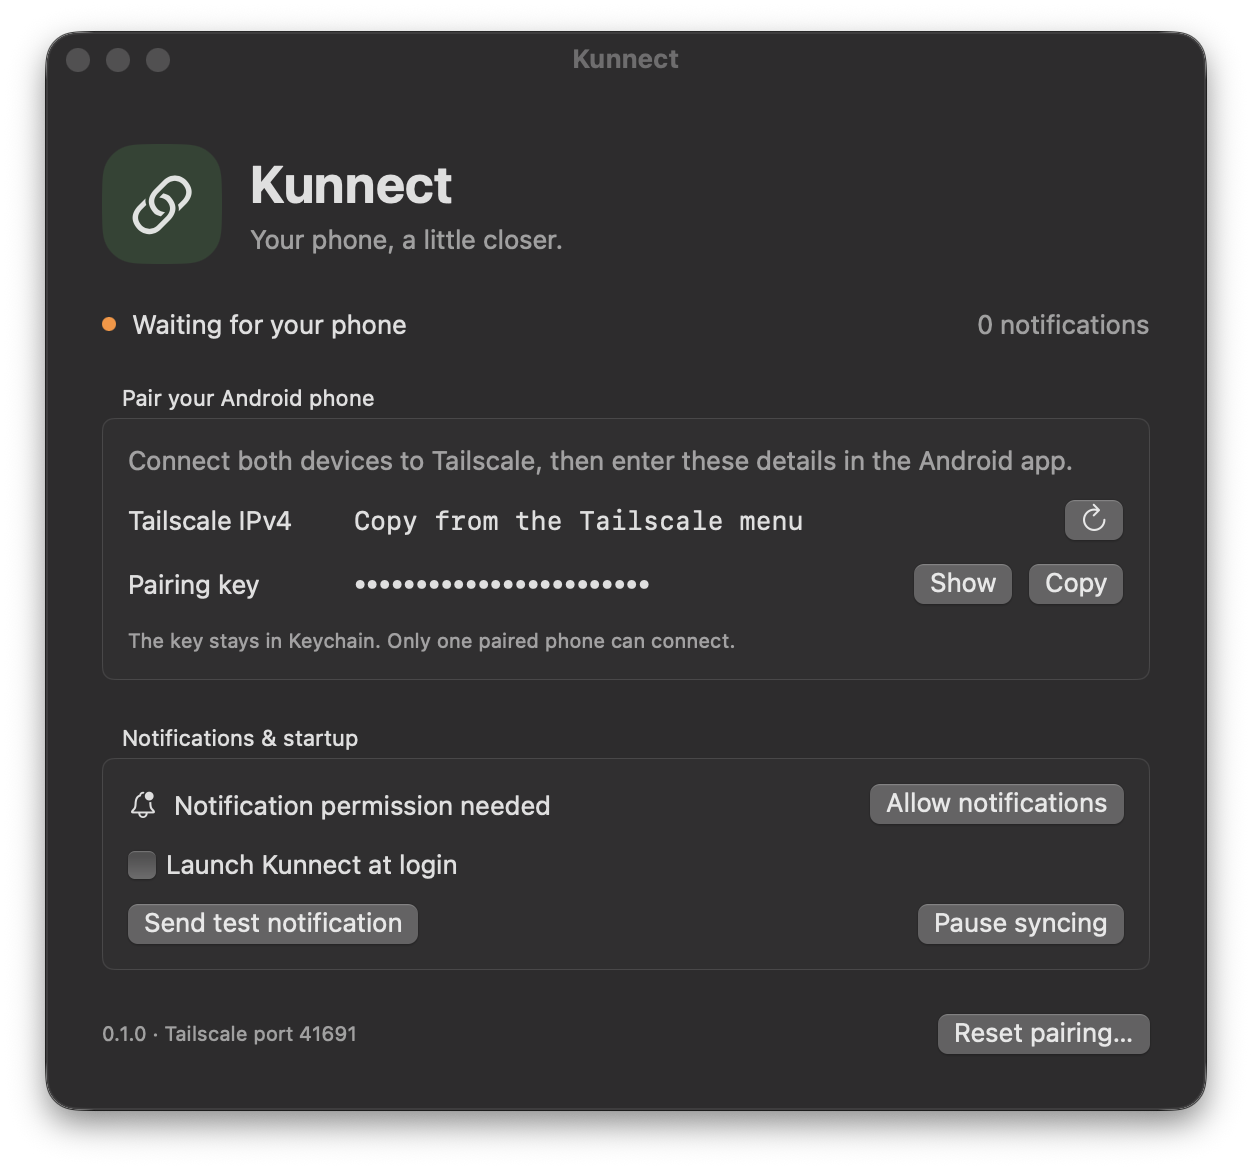 Kunnect
Kunnect
Your phone, a little closer.
Waiting for your phone
0 notifications
Pair your Android phone
Connect both devices to Tailscale, then enter these details in the Android app.
Tailscale IPv4
Copy from the Tailscale menu
Pairing key
••••••••••••••••••••••••
Show
Copy
The key stays in Keychain. Only one paired phone can connect.
Notifications & startup
Notification permission needed
Allow notifications
Launch Kunnect at login
Send test notification
Pause syncing
0.1.0 · Tailscale port 41691
Reset pairing...